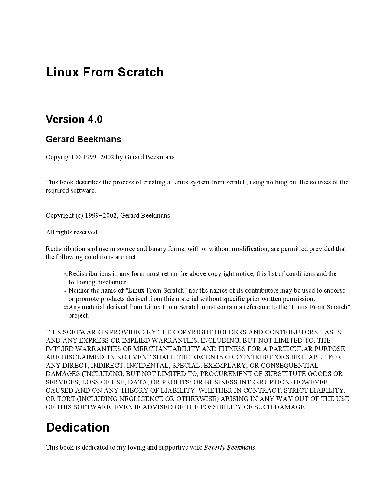 Linux From Scratch
Version 4.0
Gerard Beekmans
Copyright © 1999–2002 by Gerard Beekmans
This book describes the process of creating a Linux system from scratch, using nothing but the sources of the
required software.
Copyright (c) 1999–2002, Gerard Beekmans
All rights reserved.
Redistribution and use in source and binary forms, with or without modification, are permitted provided that
the following conditions are met:
Redistributions in any form must retain the above copyright notice, this list of conditions and the
following disclaimer.
Neither the name of "Linux From Scratch" nor the names of its contributors may be used to endorse
or promote products derived from this material without specific prior written permission.
Any material derived from Linux From Scratch must contain a reference to the "Linux From Scratch"
project.
THIS SOFTWARE IS PROVIDED BY THE COPYRIGHT HOLDERS AND CONTRIBUTORS "AS IS"
AND ANY EXPRESS OR IMPLIED WARRANTIES, INCLUDING, BUT NOT LIMITED TO, THE
IMPLIED WARRANTIES OF MERCHANTABILITY AND FITNESS FOR A PARTICULAR PURPOSE
ARE DISCLAIMED. IN NO EVENT SHALL THE REGENTS OR CONTRIBUTORS BE LIABLE FOR
ANY DIRECT, INDIRECT, INCIDENTAL, SPECIAL, EXEMPLARY, OR CONSEQUENTIAL
DAMAGES (INCLUDING, BUT NOT LIMITED TO, PROCUREMENT OF SUBSTITUTE GOODS OR
SERVICES; LOSS OF USE, DATA, OR PROFITS; OR BUSINESS INTERRUPTION) HOWEVER
CAUSED AND ON ANY THEORY OF LIABILITY, WHETHER IN CONTRACT, STRICT LIABILITY,
OR TORT (INCLUDING NEGLIGENCE OR OTHERWISE) ARISING IN ANY WAY OUT OF THE USE
OF THIS SOFTWARE, EVEN IF ADVISED OF THE POSSIBILITY OF SUCH DAMAGE.
Dedication
This book is dedicated to my loving and supportive wife Beverly Beekmans.